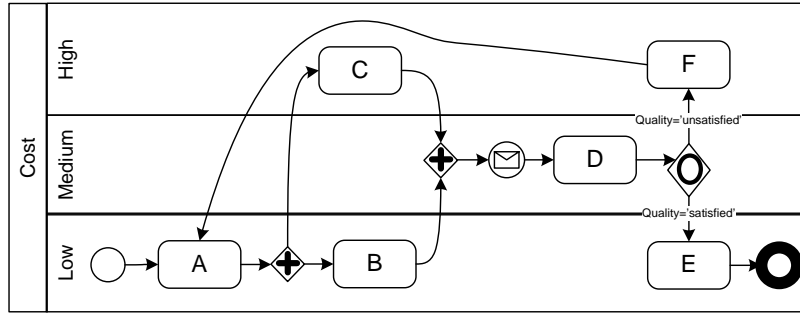 Cost
High
C
F
Quality='unsatisfied'
Medium
D
Quality='satisfied'
Low
A
B
E